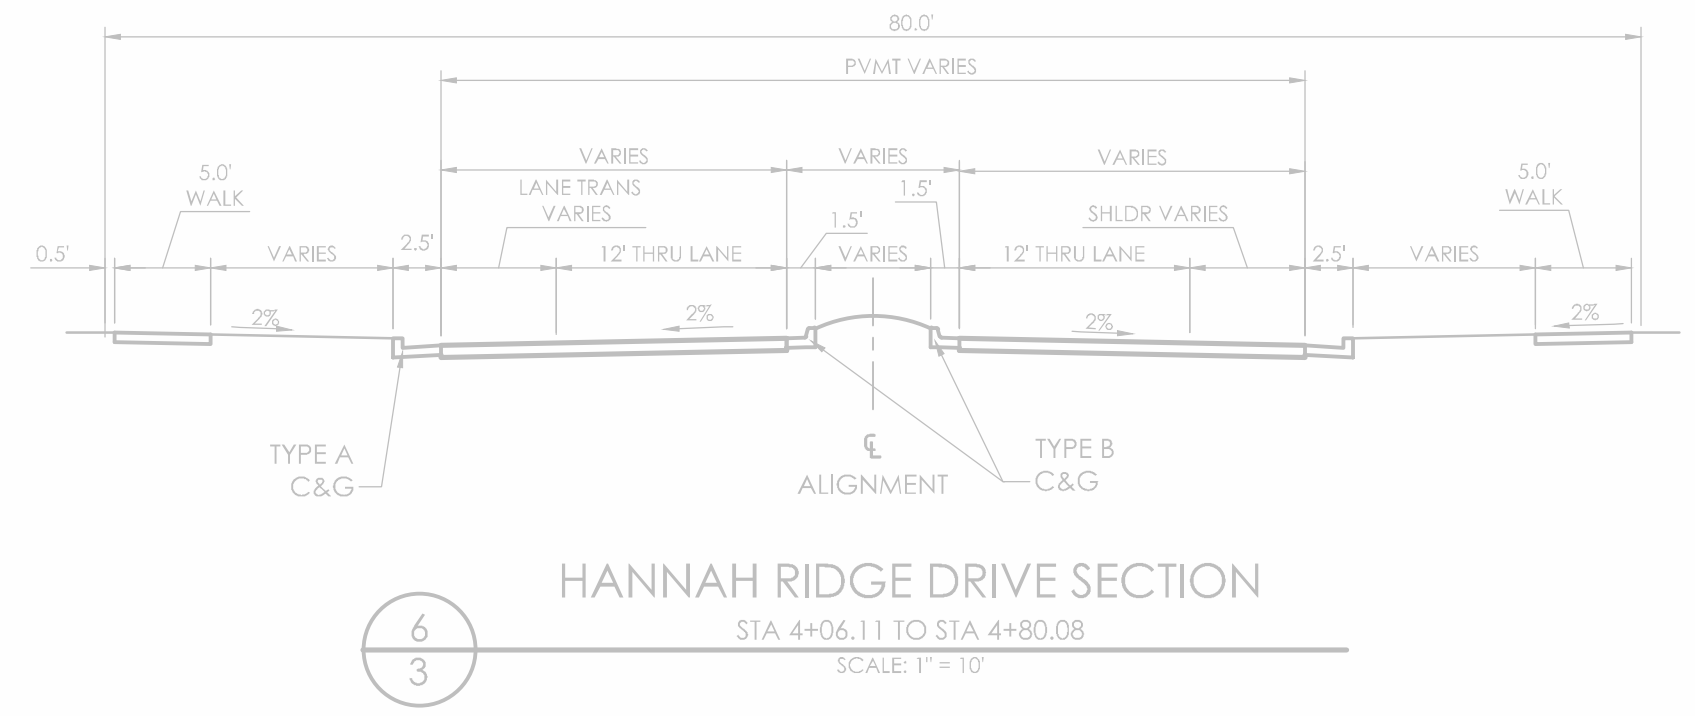 80.0'
PVMT VARIES
VARIES
VARIES
VARIES
5.0'
WALK
LANE TRANS
VARIES
1.5'
1.5'
SHLDR VARIES
5.0'
WALK
0.5'
VARIES
2.5'
12' THRU LANE
VARIES
12' THRU LANE
2.5'
VARIES
2%
2%
2%
2%
TYPE A
C&G
℄
ALIGNMENT
TYPE B
C&G
HANNAH RIDGE DRIVE SECTION
6
3
STA 4+06.11 TO STA 4+80.08
SCALE: 1" = 10'